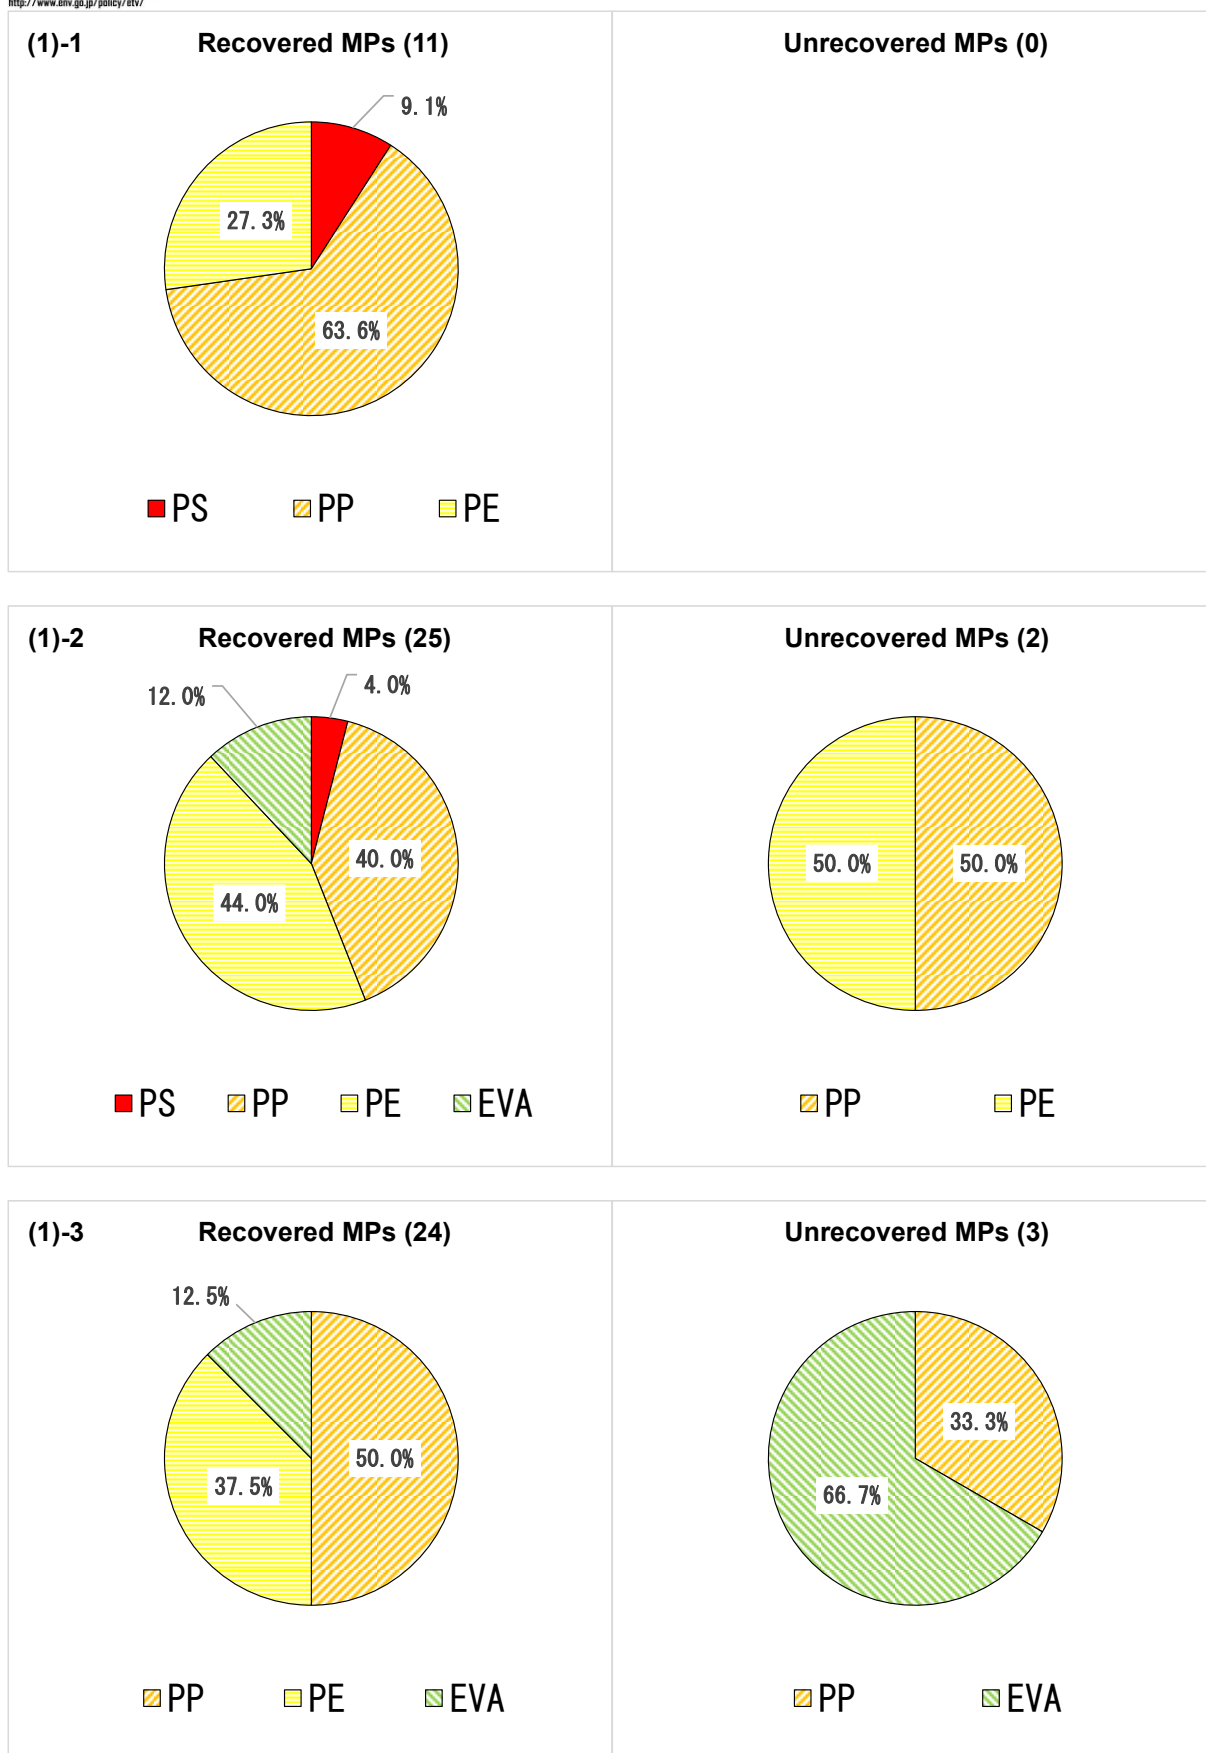 http://www.env.go.jp/policy/etv/
(1)-1 Recovered MPs (11) Unrecovered MPs (0)
9.1%
27.3%
63.6%
PS PP PE
(1)-2 Recovered MPs (25) Unrecovered MPs (2)
12.0% 4.0%
40.0% 50.0% 50.0%
44.0%
PS PP PE EVA PP PE
(1)-3 Recovered MPs (24) Unrecovered MPs (3)
12.5%
33.3%
50.0%
37.5% 66.7%
PP PE EVA PP EVA